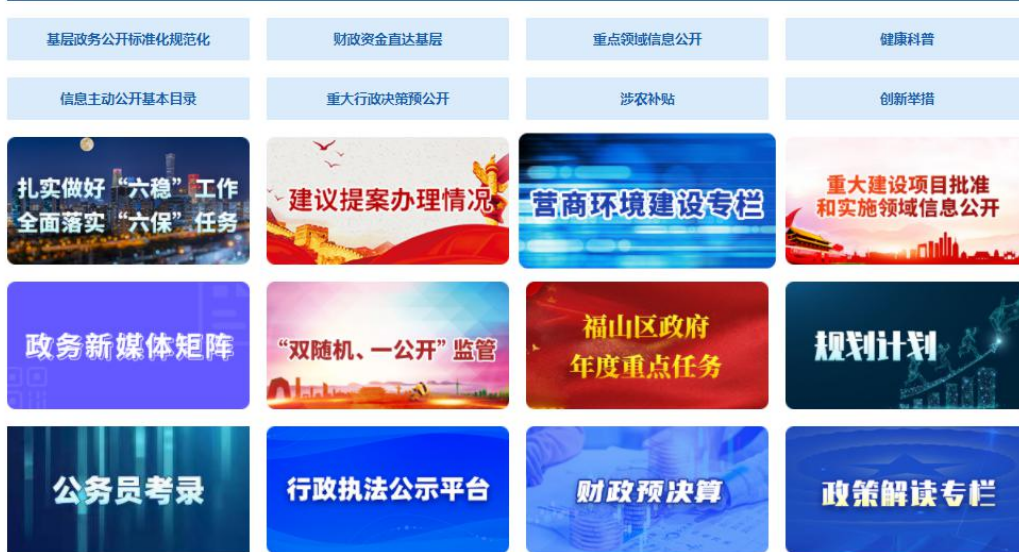 基层政务公开标准化规范化
财政资金直达基层
重点领域信息公开
健康科普
信息主动公开基本目录
重大行政决策预公开
涉农补贴
创新举措
扎实做好“六稳”工作
全面落实“六保”任务
建议提案办理情况
营商环境建设专栏
重大建设项目批准
和实施领域信息公开
政务新媒体矩阵
“双随机、一公开”监管
福山区政府
年度重点任务
规划计划
公务员考录
行政执法公示平台
财政预决算
政策解读专栏